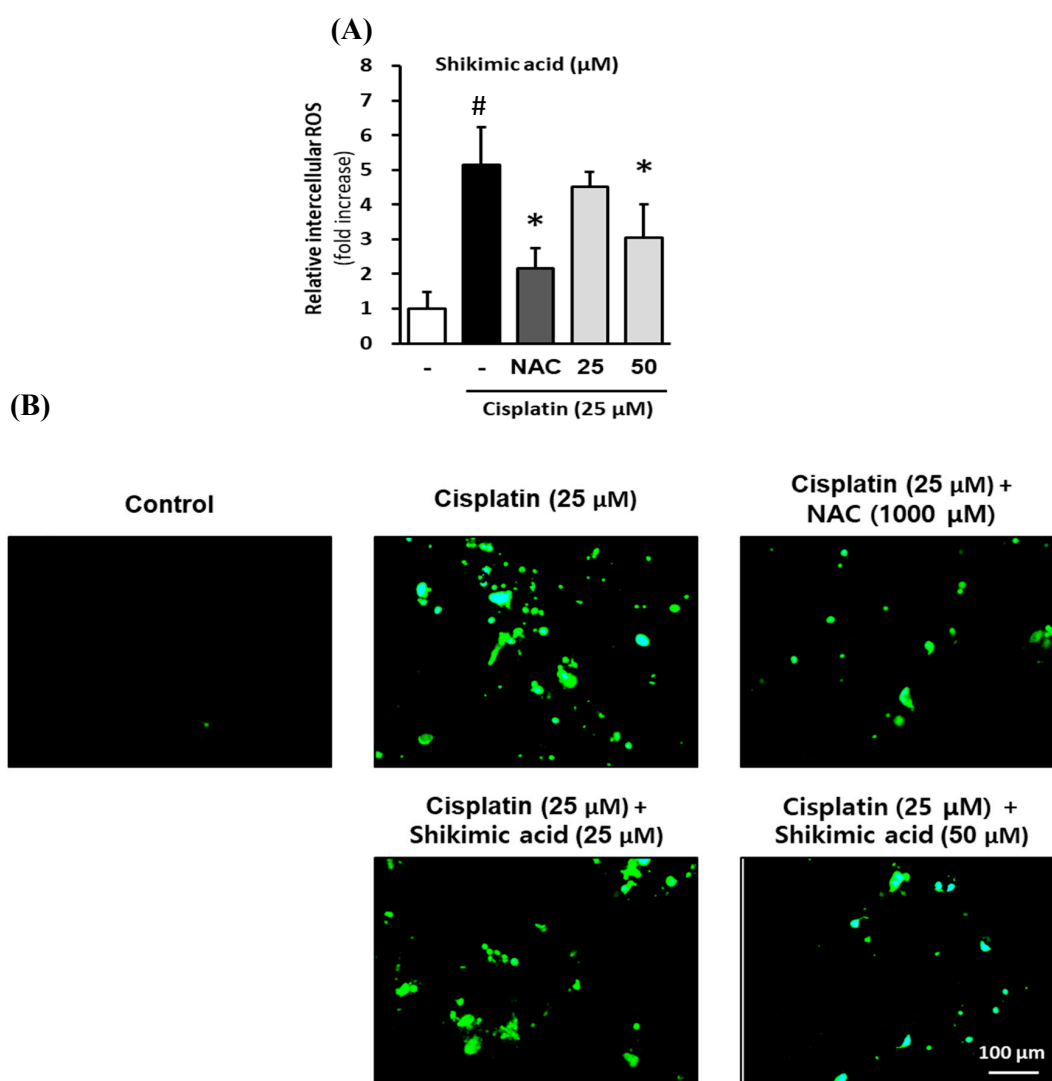 (A)
Shikimic acid (μM)
Relative intercellular ROS
(fold increase)
8
7
6
5
4
3
2
1
0
#
*
*
- - NAC 25 50
Cisplatin (25 μM)
(B)
Control
Cisplatin (25 μM)
Cisplatin (25 μM) +
NAC (1000 μM)
Cisplatin (25 μM) +
Shikimic acid (25 μM)
Cisplatin (25 μM) +
Shikimic acid (50 μM)
100 μm